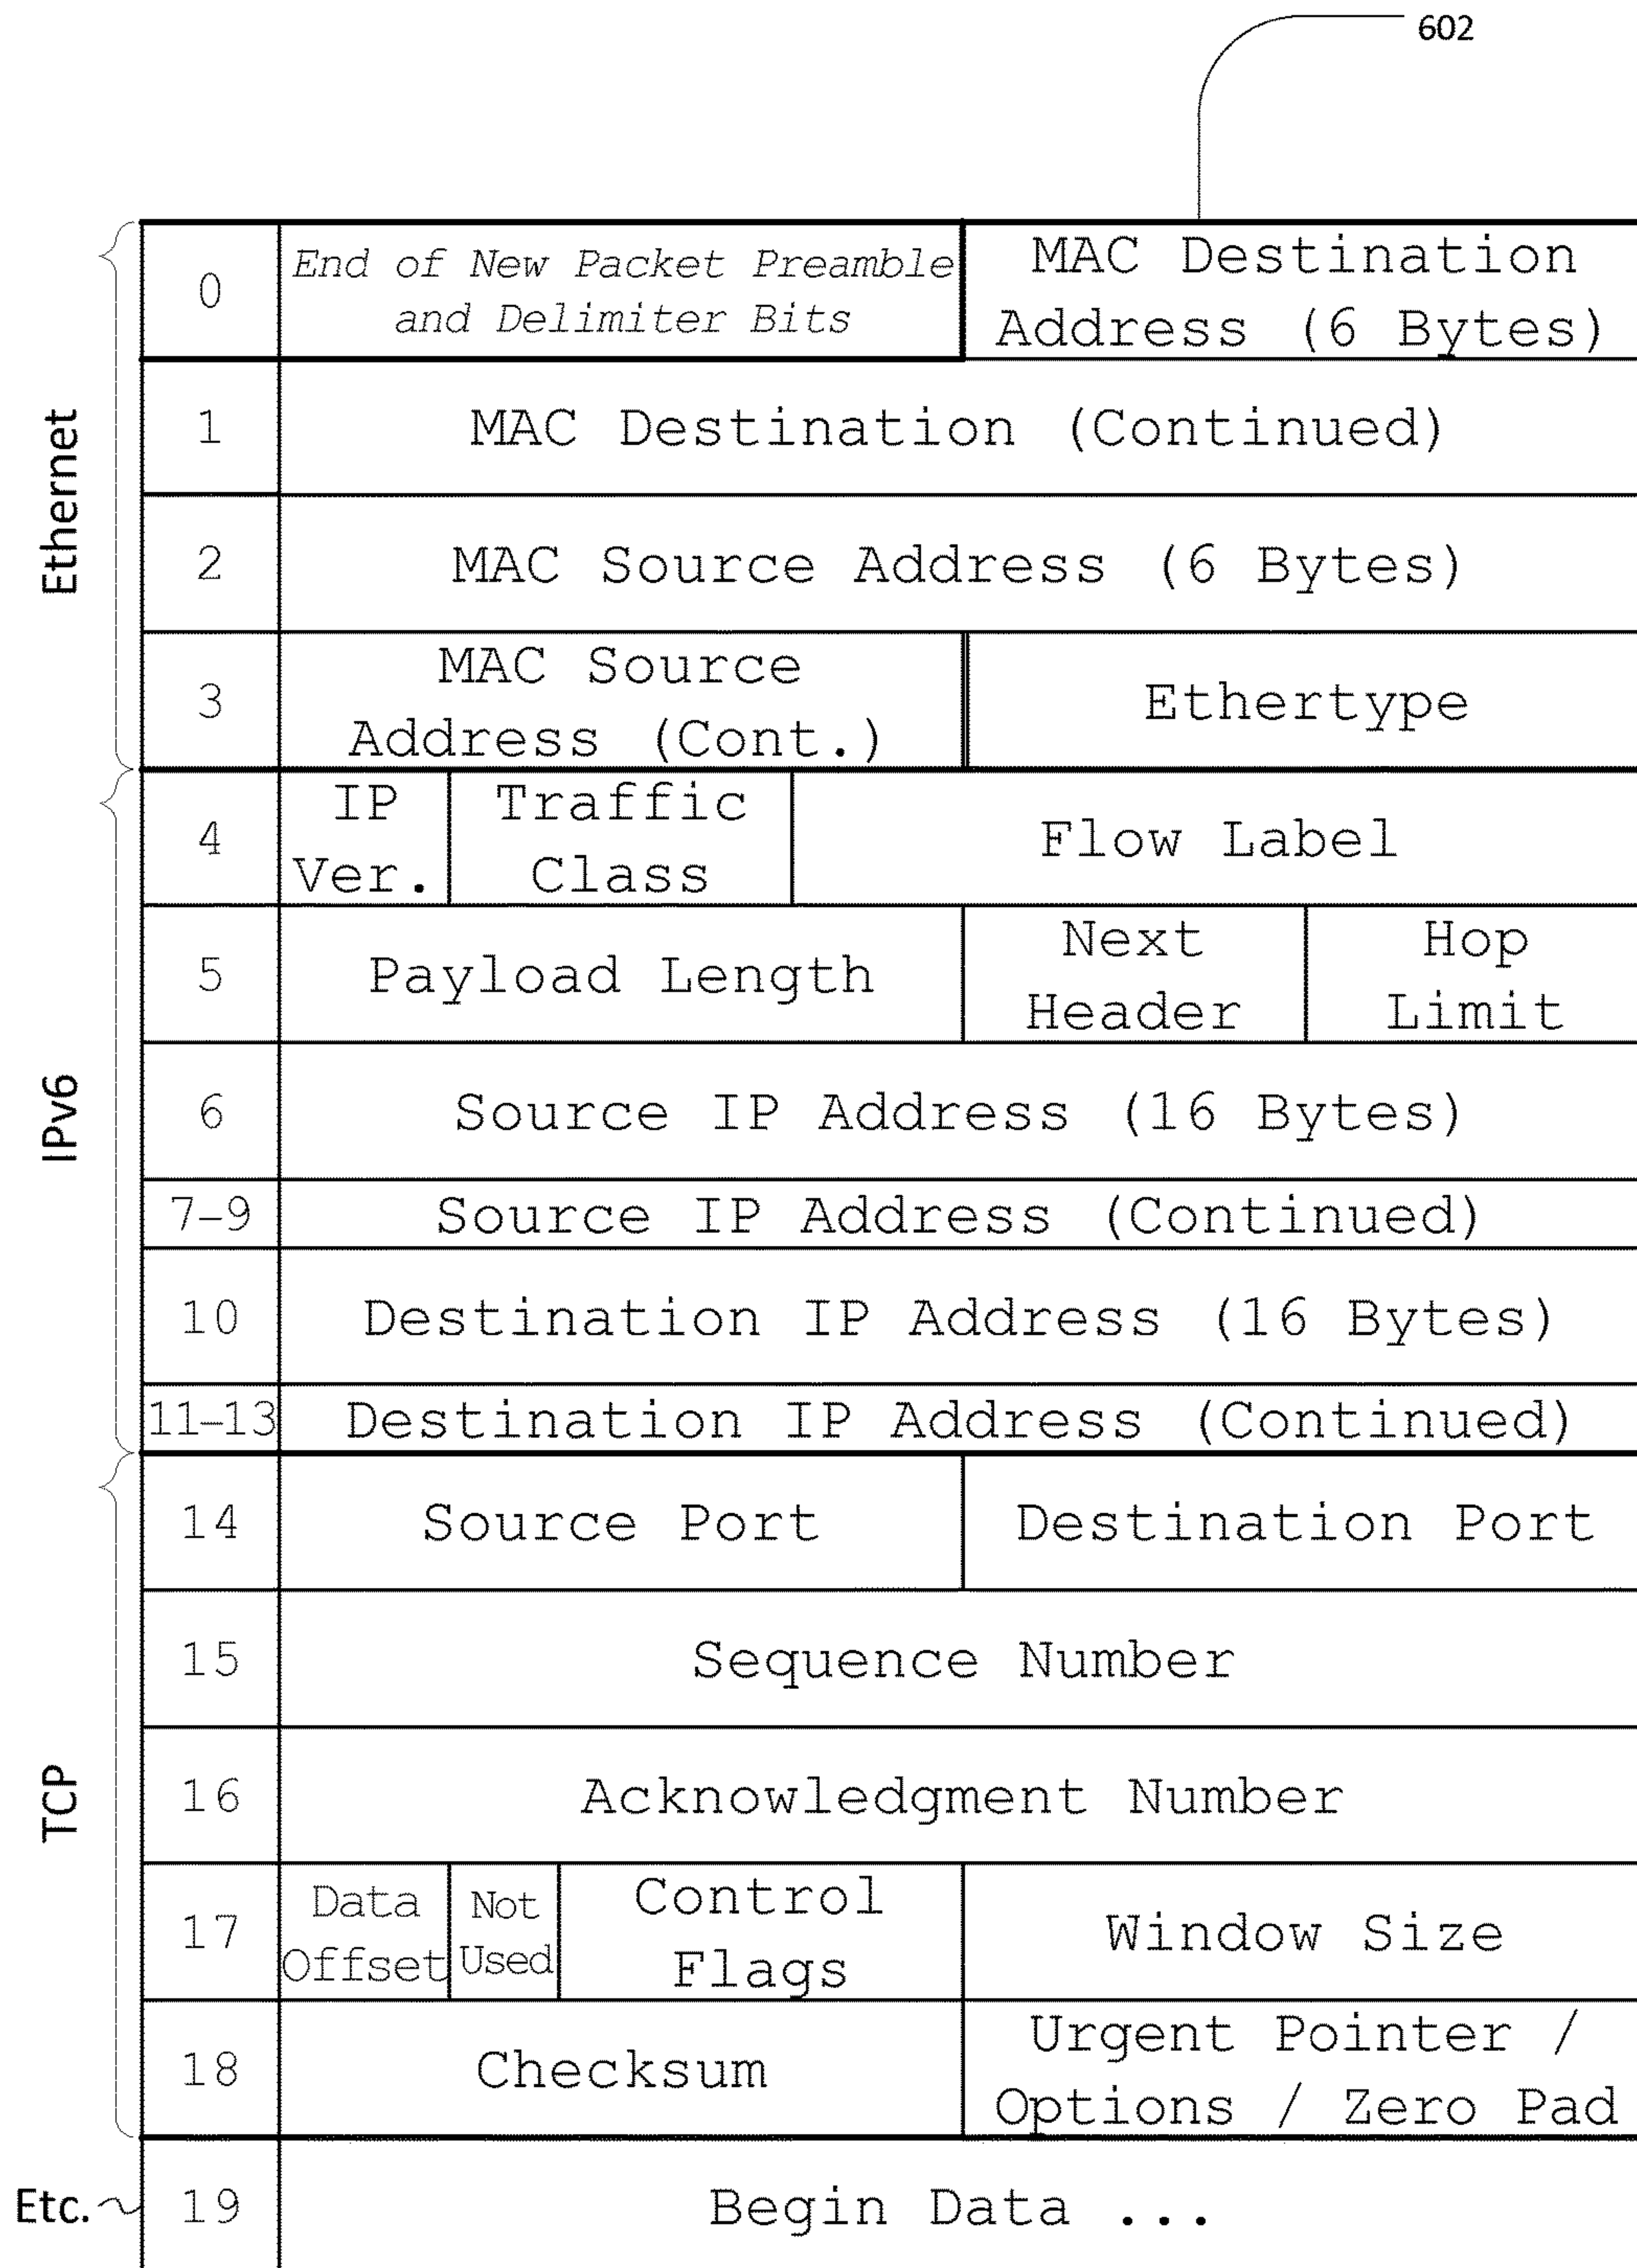 602
Ethernet
0
End of New Packet Preamble
and Delimiter Bits
MAC Destination
Address (6 Bytes)
1
MAC Destination (Continued)
2
MAC Source Address (6 Bytes)
3
MAC Source
Address (Cont.)
Ethertype
IPv6
4
IP
Ver.
Traffic
Class
Flow Label
5
Payload Length
Next
Header
Hop
Limit
6
Source IP Address (16 Bytes)
7–9
Source IP Address (Continued)
10
Destination IP Address (16 Bytes)
11–13
Destination IP Address (Continued)
TCP
14
Source Port
Destination Port
15
Sequence Number
16
Acknowledgment Number
17
Data
Offset
Not
Used
Control
Flags
Window Size
18
Checksum
Urgent Pointer /
Options / Zero Pad
Etc.
19
Begin Data ...